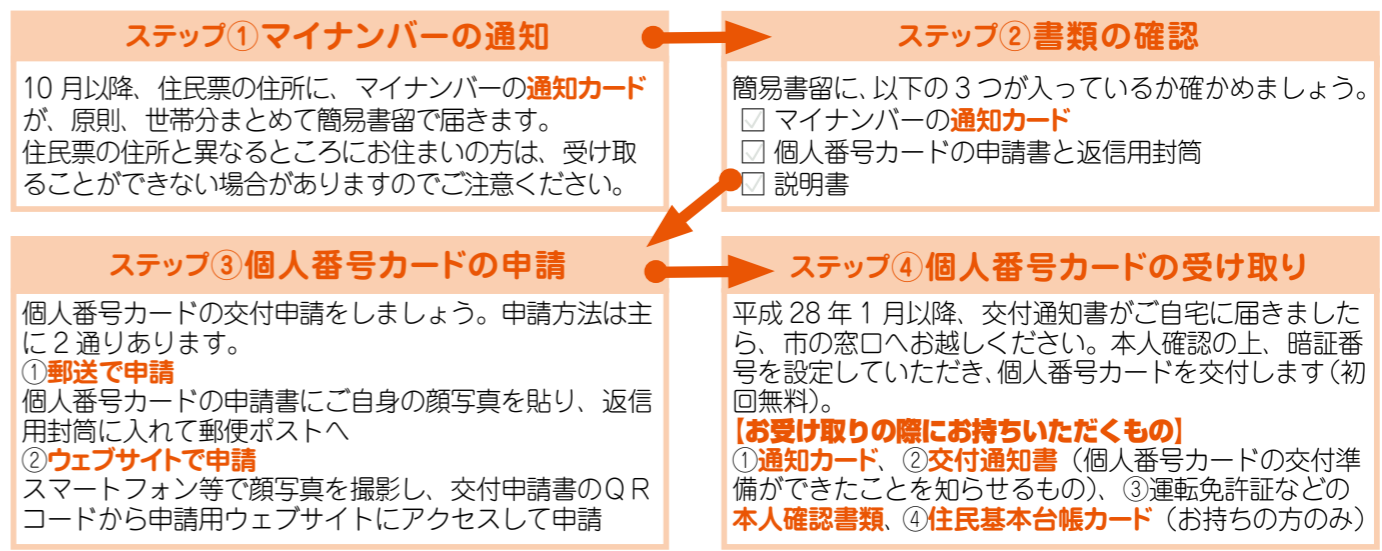 ステップ①マイナンバーの通知
10月以降、住民票の住所に、マイナンバーの通知カード
が、原則、世帯分まとめて簡易書留で届きます。
住民票の住所と異なるところにお住まいの方は、受け取
ることができない場合がありますのでご注意ください。
ステップ②書類の確認
簡易書留に、以下の3つが入っているか確かめましょう。
☑ マイナンバーの通知カード
☑ 個人番号カードの申請書と返信用封筒
☑ 説明書
ステップ③個人番号カードの申請
個人番号カードの交付申請をしましょう。申請方法は主
に2通りあります。
①郵送で申請
個人番号カードの申請書にご自身の顔写真を貼り、返信
用封筒に入れて郵便ポストへ
②ウェブサイトで申請
スマートフォン等で顔写真を撮影し、交付申請書のQR
コードから申請用ウェブサイトにアクセスして申請
ステップ④個人番号カードの受け取り
平成28年1月以降、交付通知書がご自宅に届きました
ら、市の窓口へお越しください。本人確認の上、暗証番
号を設定していただき、個人番号カードを交付します(初
回無料)。
【お受け取りの際にお持ちいただくもの】
①通知カード、②交付通知書(個人番号カードの交付準
備ができたことを知らせるもの)、③運転免許証などの
本人確認書類、④住民基本台帳カード(お持ちの方のみ)